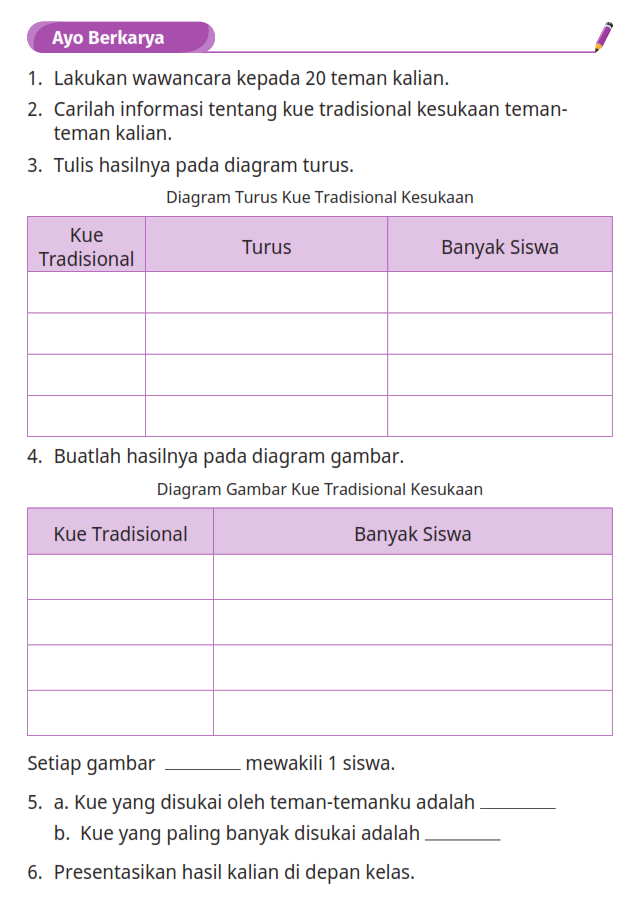 Ayo Berkarya
1. Lakukan wawancara kepada 20 teman kalian.
2. Carilah informasi tentang kue tradisional kesukaan teman-
teman kalian.
3. Tulis hasilnya pada diagram turus.
Diagram Turus Kue Tradisional Kesukaan
Kue
Tradisional
Turus
Banyak Siswa
4. Buatlah hasilnya pada diagram gambar.
Diagram Gambar Kue Tradisional Kesukaan
Kue Tradisional
Banyak Siswa
Setiap gambar ________ mewakili 1 siswa.
5. a. Kue yang disukai oleh teman-temanku adalah ________
b. Kue yang paling banyak disukai adalah ________
6. Presentasikan hasil kalian di depan kelas.